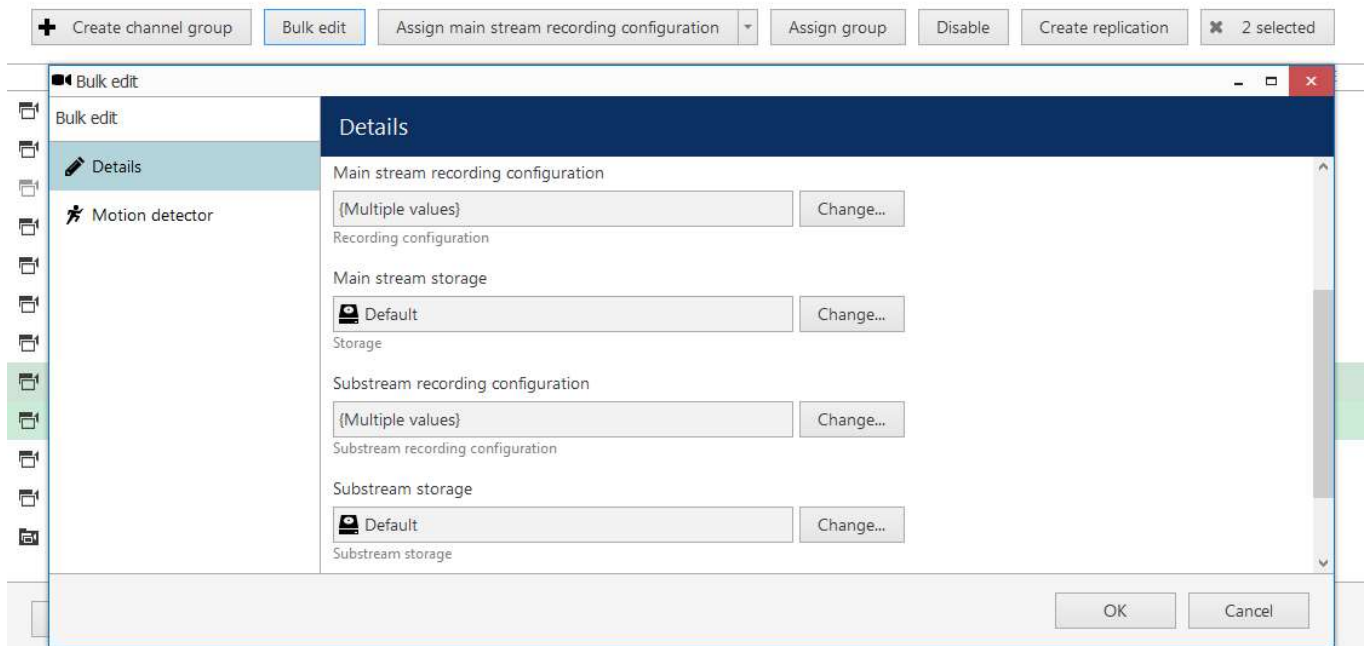 Create channel group Bulk edit Assign main stream recording configuration Assign group Disable Create replication 2 selected
Bulk edit
Bulk edit
Details
Motion detector
Details
Main stream recording configuration
{Multiple values} Change...
Recording configuration
Main stream storage
Default Change...
Storage
Substream recording configuration
{Multiple values} Change...
Substream recording configuration
Substream storage
Default Change...
Substream storage
OK Cancel